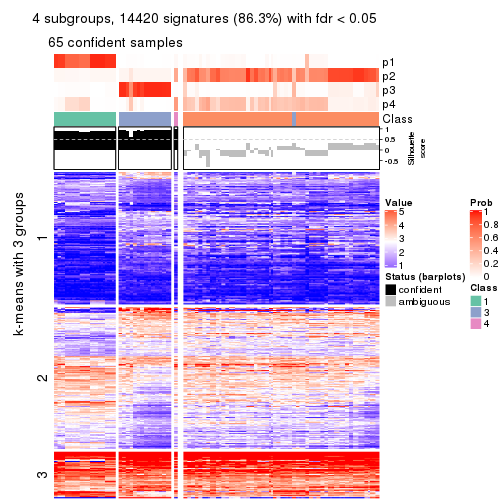 4 subgroups, 14420 signatures (86.3%) with fdr < 0.05
65 confident samples
p1
p2
p3
p4
Class
1
0.5
0
-0.5
Silhouette
score
k-means with 3 groups
1
2
3
Value
5
4
3
2
1
Status (barplots)
confident
ambiguous
Prob
1
0.8
0.6
0.4
0.2
0
Class
1
3
4